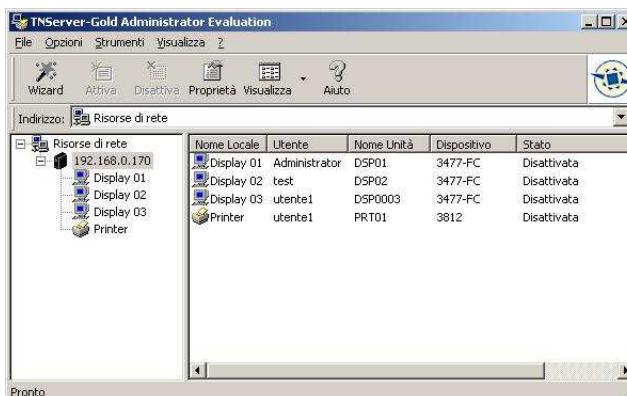 TNServer-Gold Administrator Evaluation
File Opzioni Strumenti Visualizza ?
Wizard Attiva Disattiva Proprietà Visualizza Aiuto
Indirizzo: Risorse di rete
Risorse di rete
192.168.0.170
Display 01
Display 02
Display 03
Printer
Nome Locale Utente Nome Unità Dispositivo Stato
Display 01 Administrator DSP01 3477-FC Disattivata
Display 02 test DSP02 3477-FC Disattivata
Display 03 utente1 DSP0003 3477-FC Disattivata
Printer utente1 PRT01 3812 Disattivata
Pronto